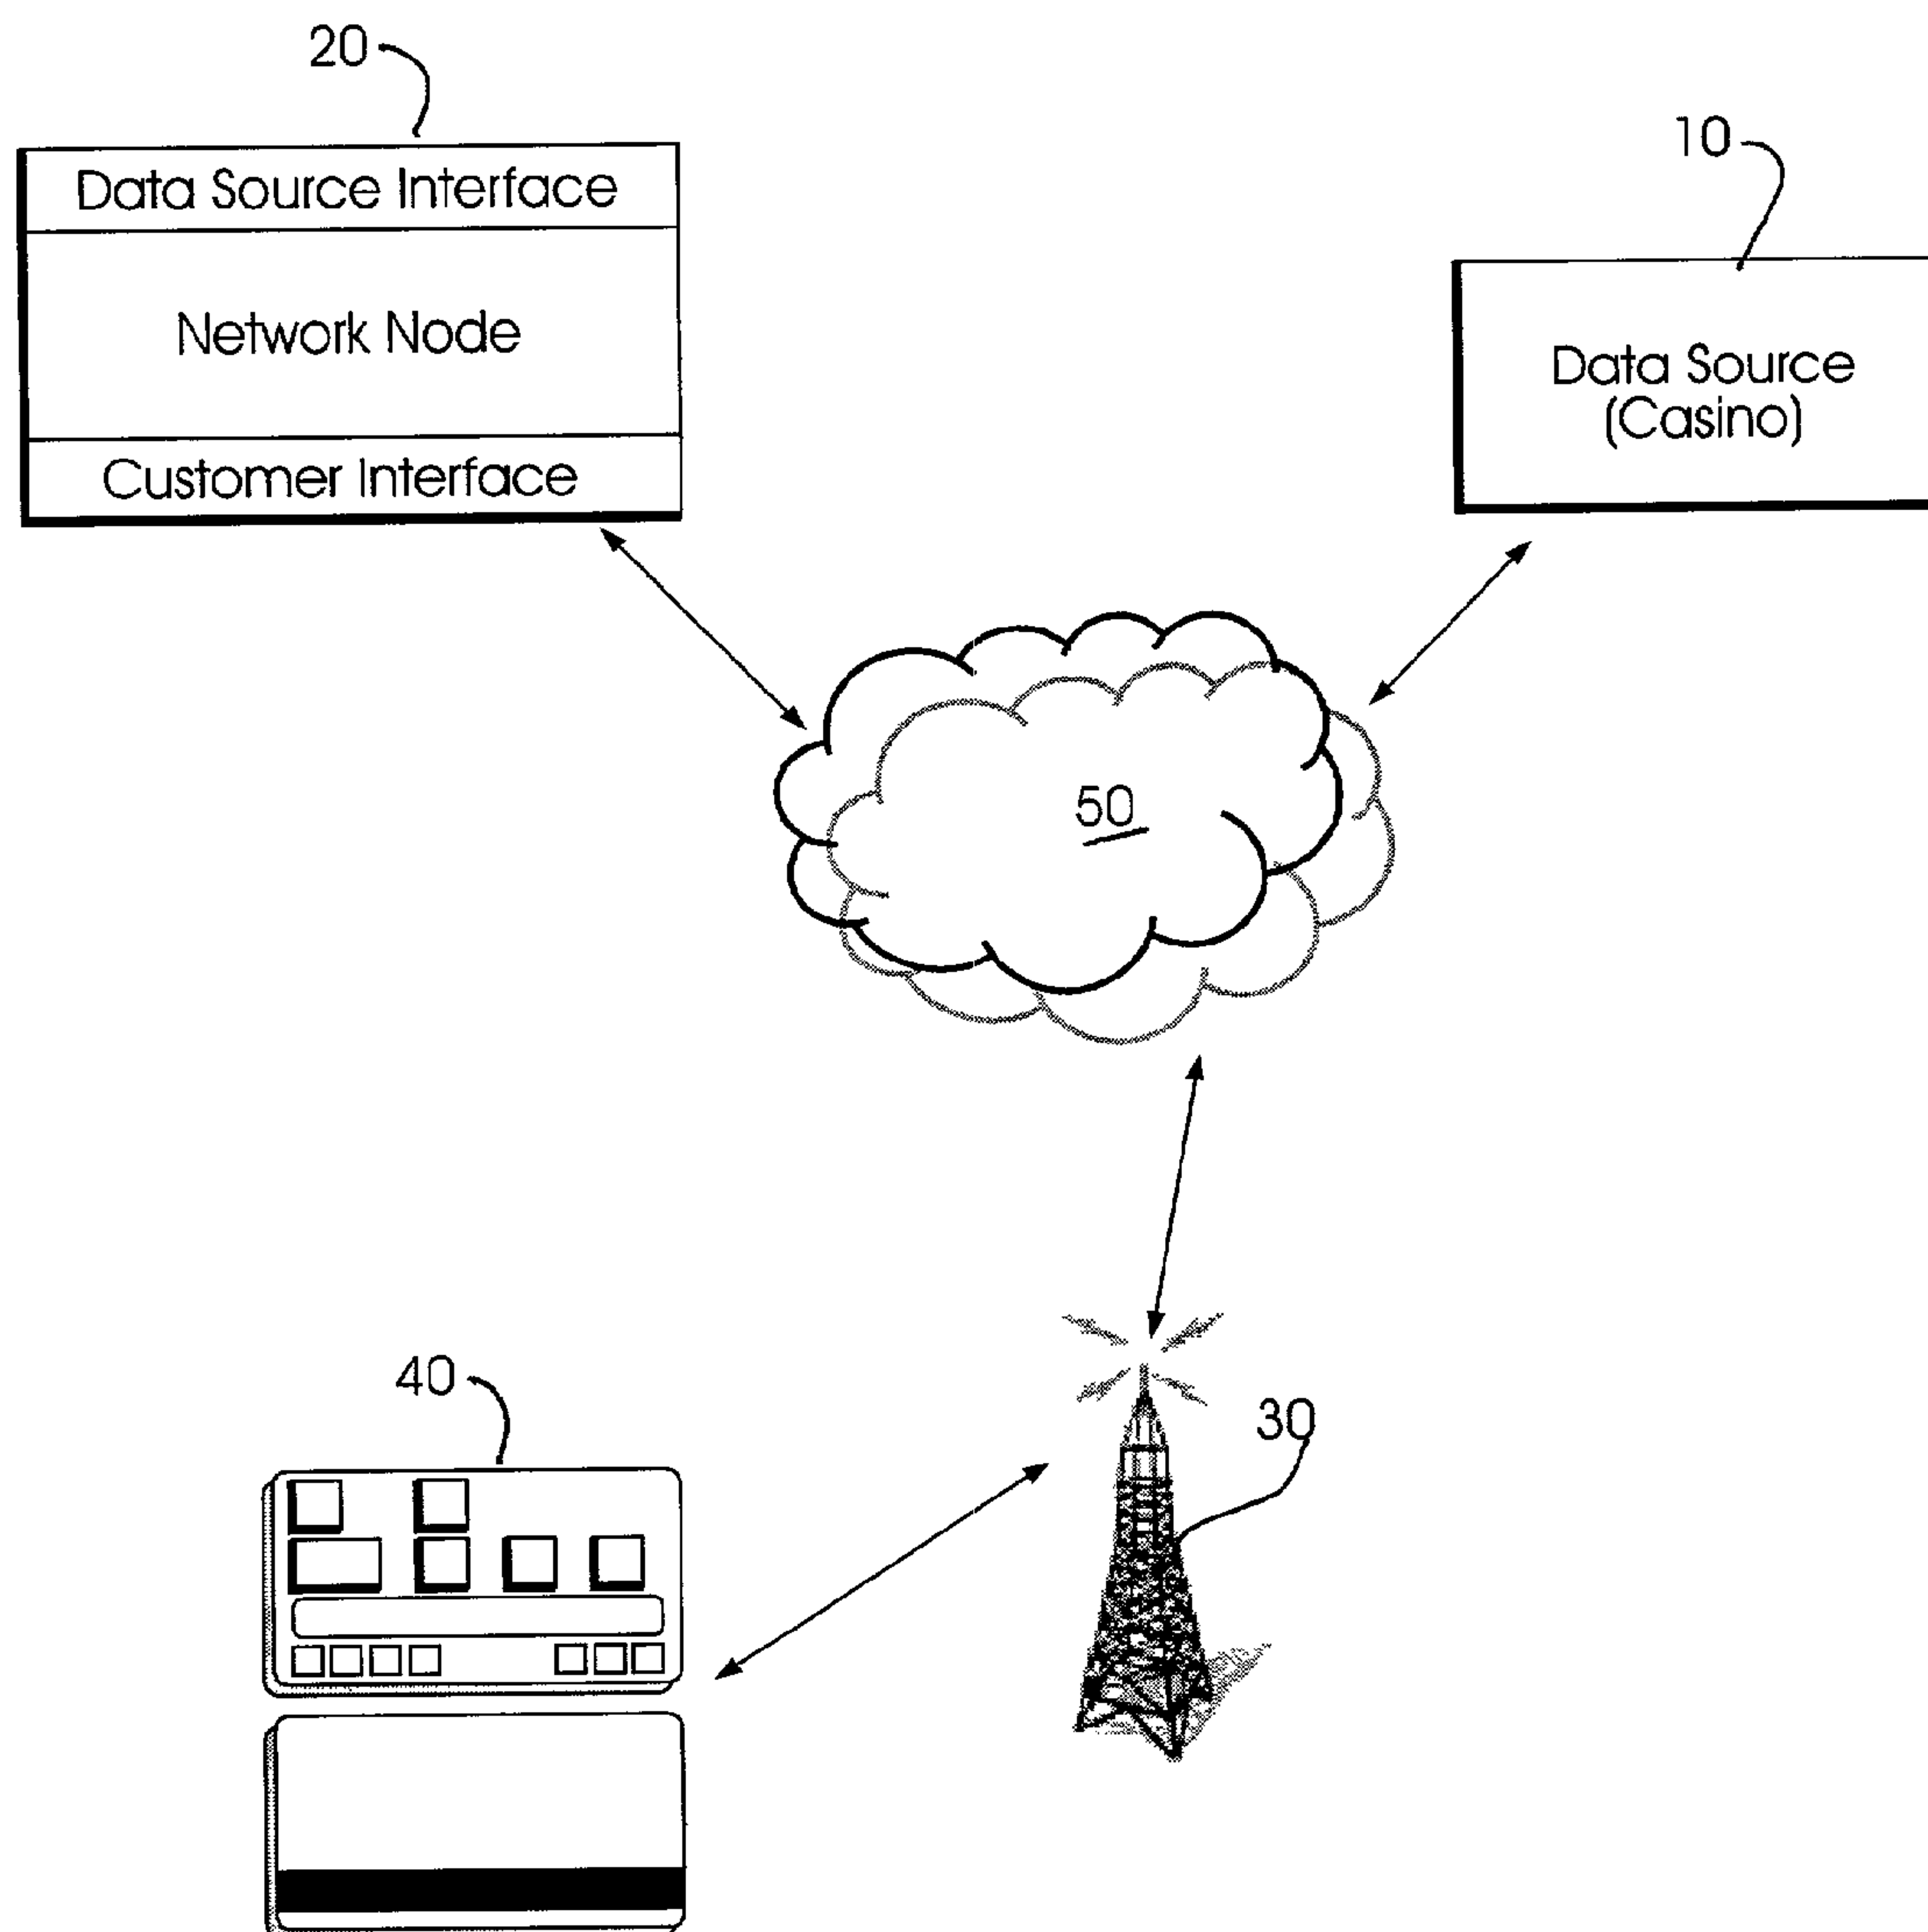 20
10
Data Source Interface
Network Node
Customer Interface
Data Source
(Casino)
50
40
30